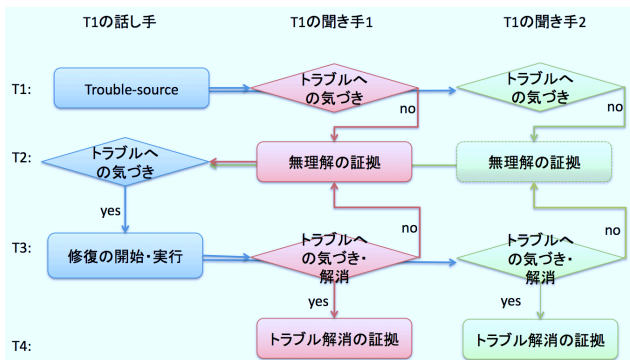 T1の話し手
T1の聞き手1
T1の聞き手2
T1:
Trouble-source
トラブルへ
の気づき
トラブルへ
の気づき
no
no
T2:
トラブルへ
の気づき
無理解の証拠
無理解の証拠
yes
no
no
T3:
修復の開始・実行
トラブルへ
の気づき・
解消
トラブルへ
の気づき・
解消
yes
yes
T4:
トラブル解消の証拠
トラブル解消の証拠